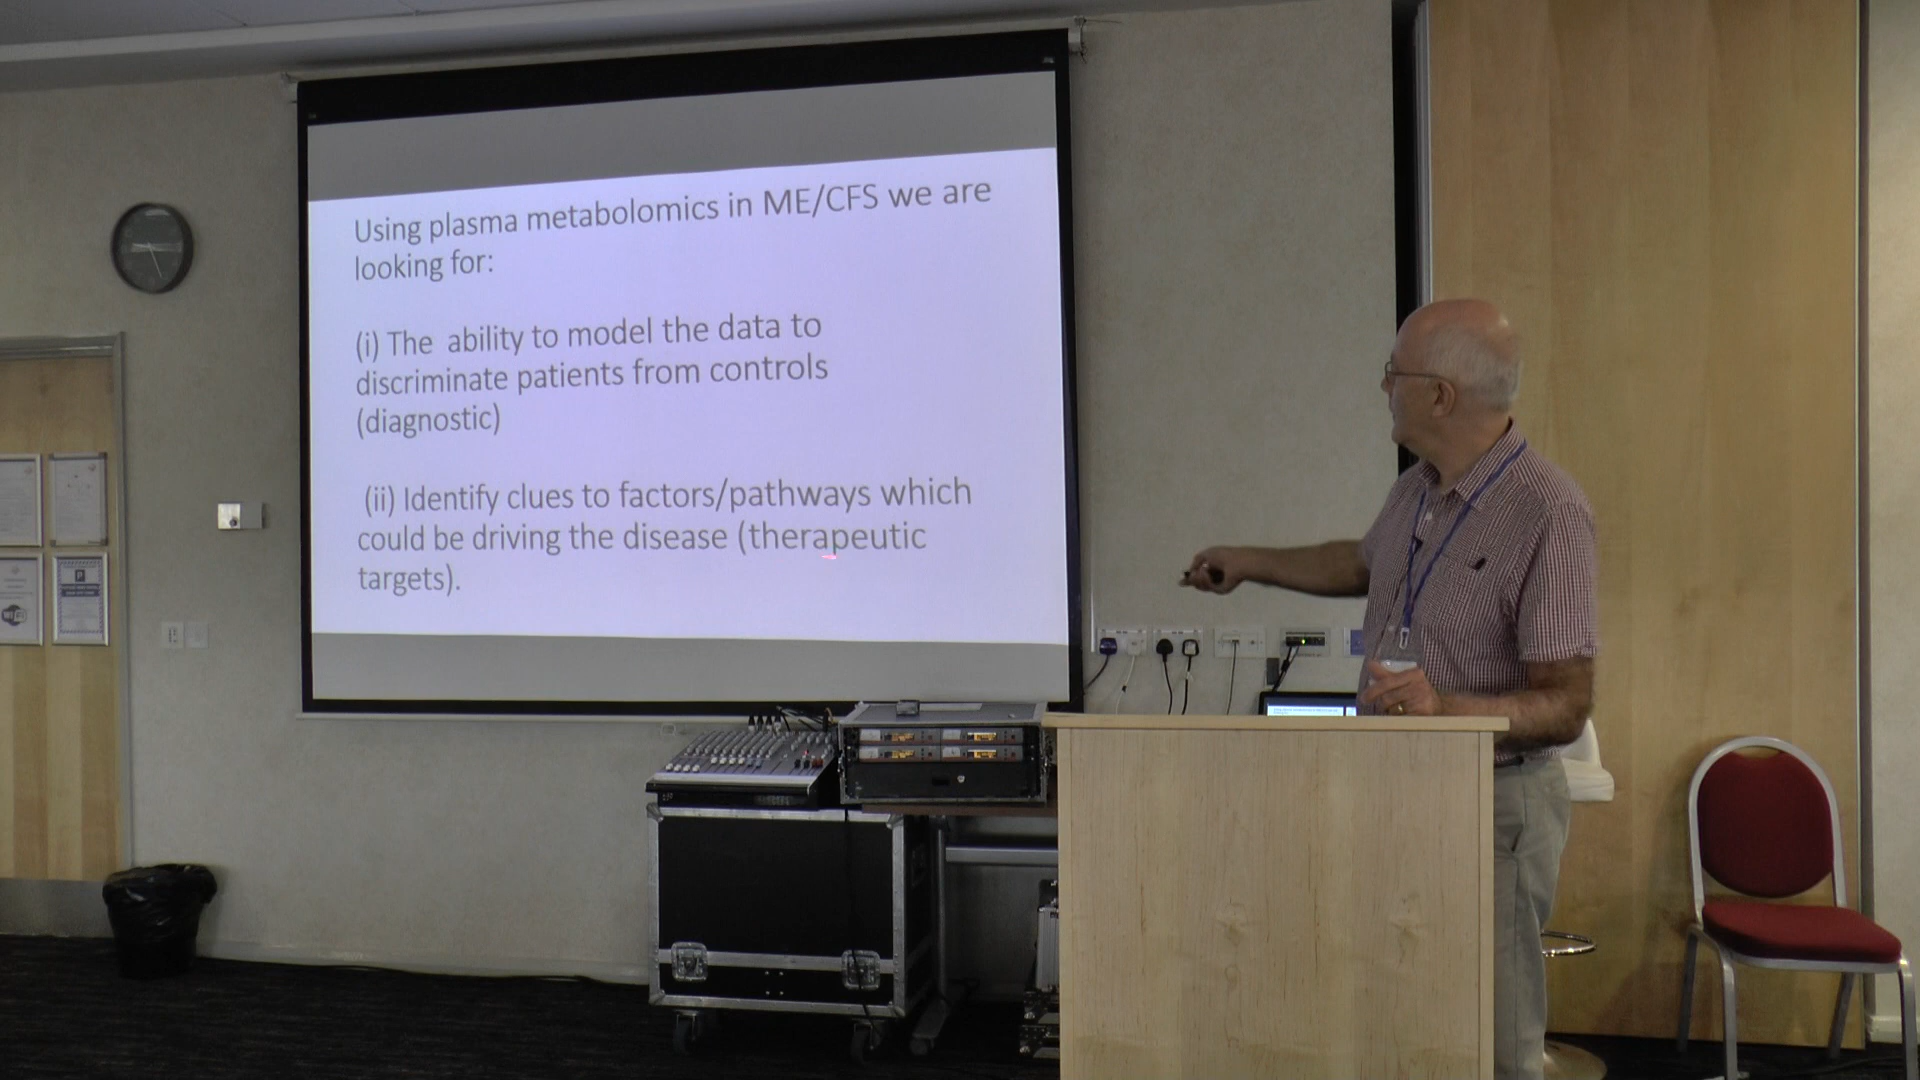 Using plasma metabolomics in ME/CFS we are
looking for:
(i) The ability to model the data to
discriminate patients from controls
(diagnostic)
(ii) Identify clues to factors/pathways which
could be driving the disease (therapeutic
targets).
P
WiFi